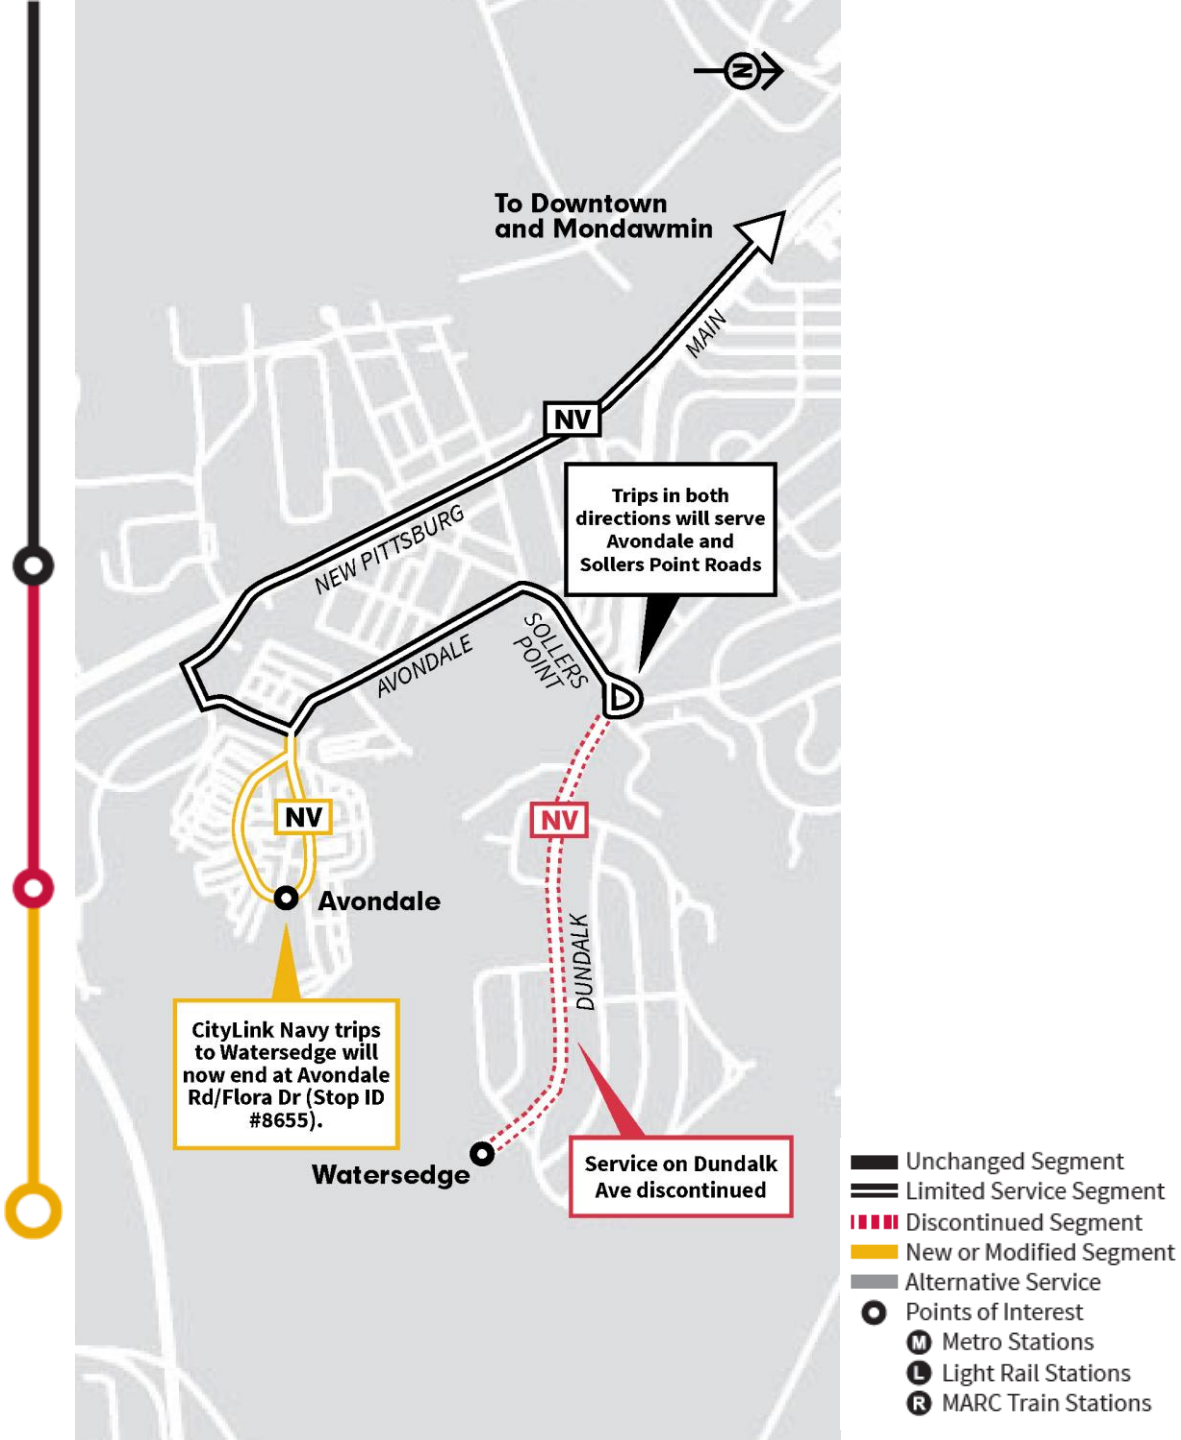 N
To Downtown
and Mondawmin
MAIN
NV
Trips in both
directions will serve
Avondale and
Sollers Point Roads
NEW PITTSBURG
SOLLERS
POINT
AVONDALE
NV
NV
Avondale
DUNDALK
CityLink Navy trips
to Watersedge will
now end at Avondale
Rd/Flora Dr (Stop ID
#8655).
Watersedge
Service on Dundalk
Ave discontinued
Unchanged Segment
Limited Service Segment
Discontinued Segment
New or Modified Segment
Alternative Service
Points of Interest
M Metro Stations
L Light Rail Stations
R MARC Train Stations